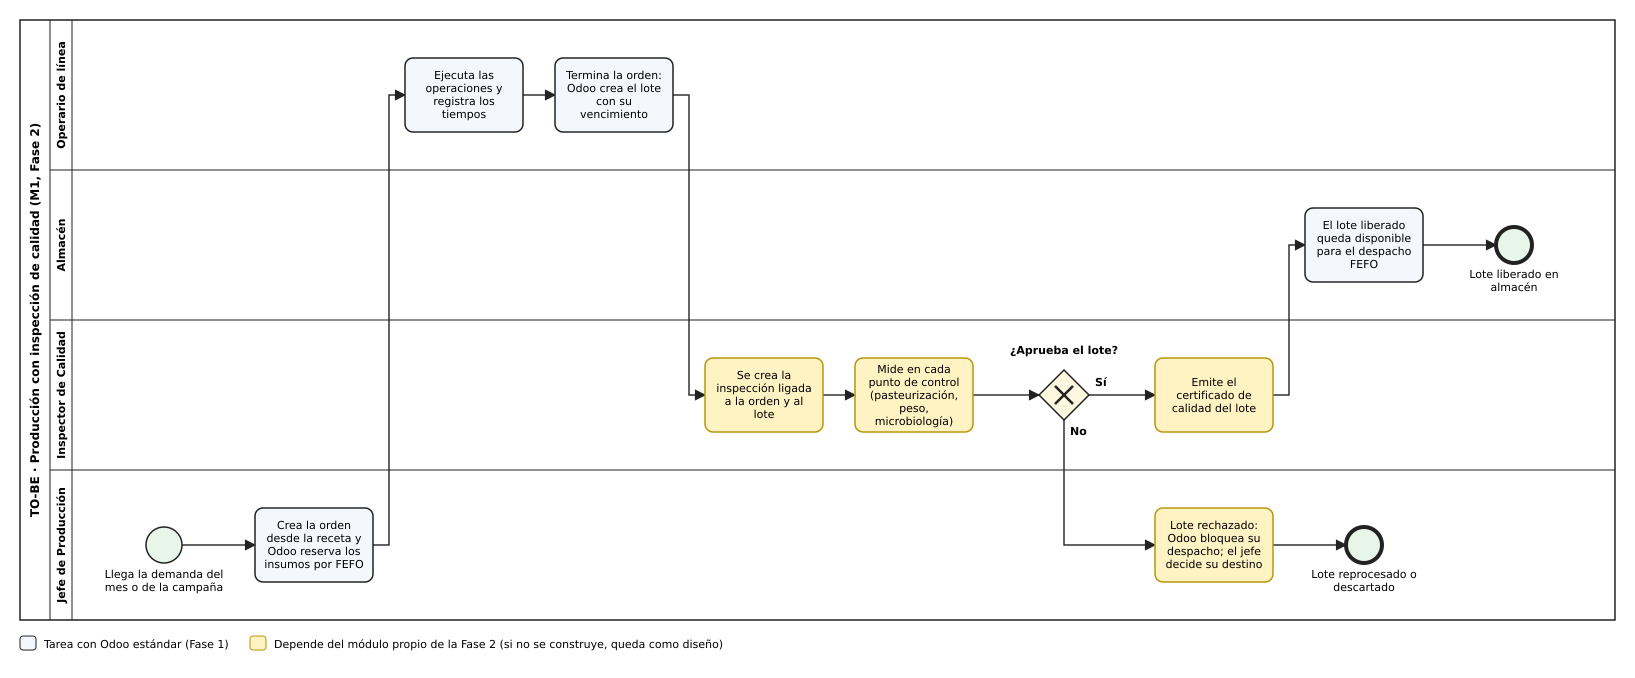 TO-BE · Producción con inspección de calidad (M1, Fase 2)
Operario de línea
Ejecuta las
operaciones y
registra los
tiempos
Termina la orden:
Odoo crea el lote
con su
vencimiento
Almacén
El lote liberado
queda disponible
para el despacho
FEFO
Lote liberado en
almacén
Inspector de Calidad
Se crea la
inspección ligada
a la orden y al
lote
Mide en cada
punto de control
(pasteurización,
peso,
microbiología)
¿Aprueba el lote?
Sí
No
Emite el
certificado de
calidad del lote
Jefe de Producción
Llega la demanda del
mes o de la campaña
Crea la orden
desde la receta y
Odoo reserva los
insumos por FEFO
Lote rechazado:
Odoo bloquea su
despacho; el jefe
decide su destino
Lote reprocesado o
descartado
Tarea con Odoo estándar (Fase 1)
Depende del módulo propio de la Fase 2 (si no se construye, queda como diseño)